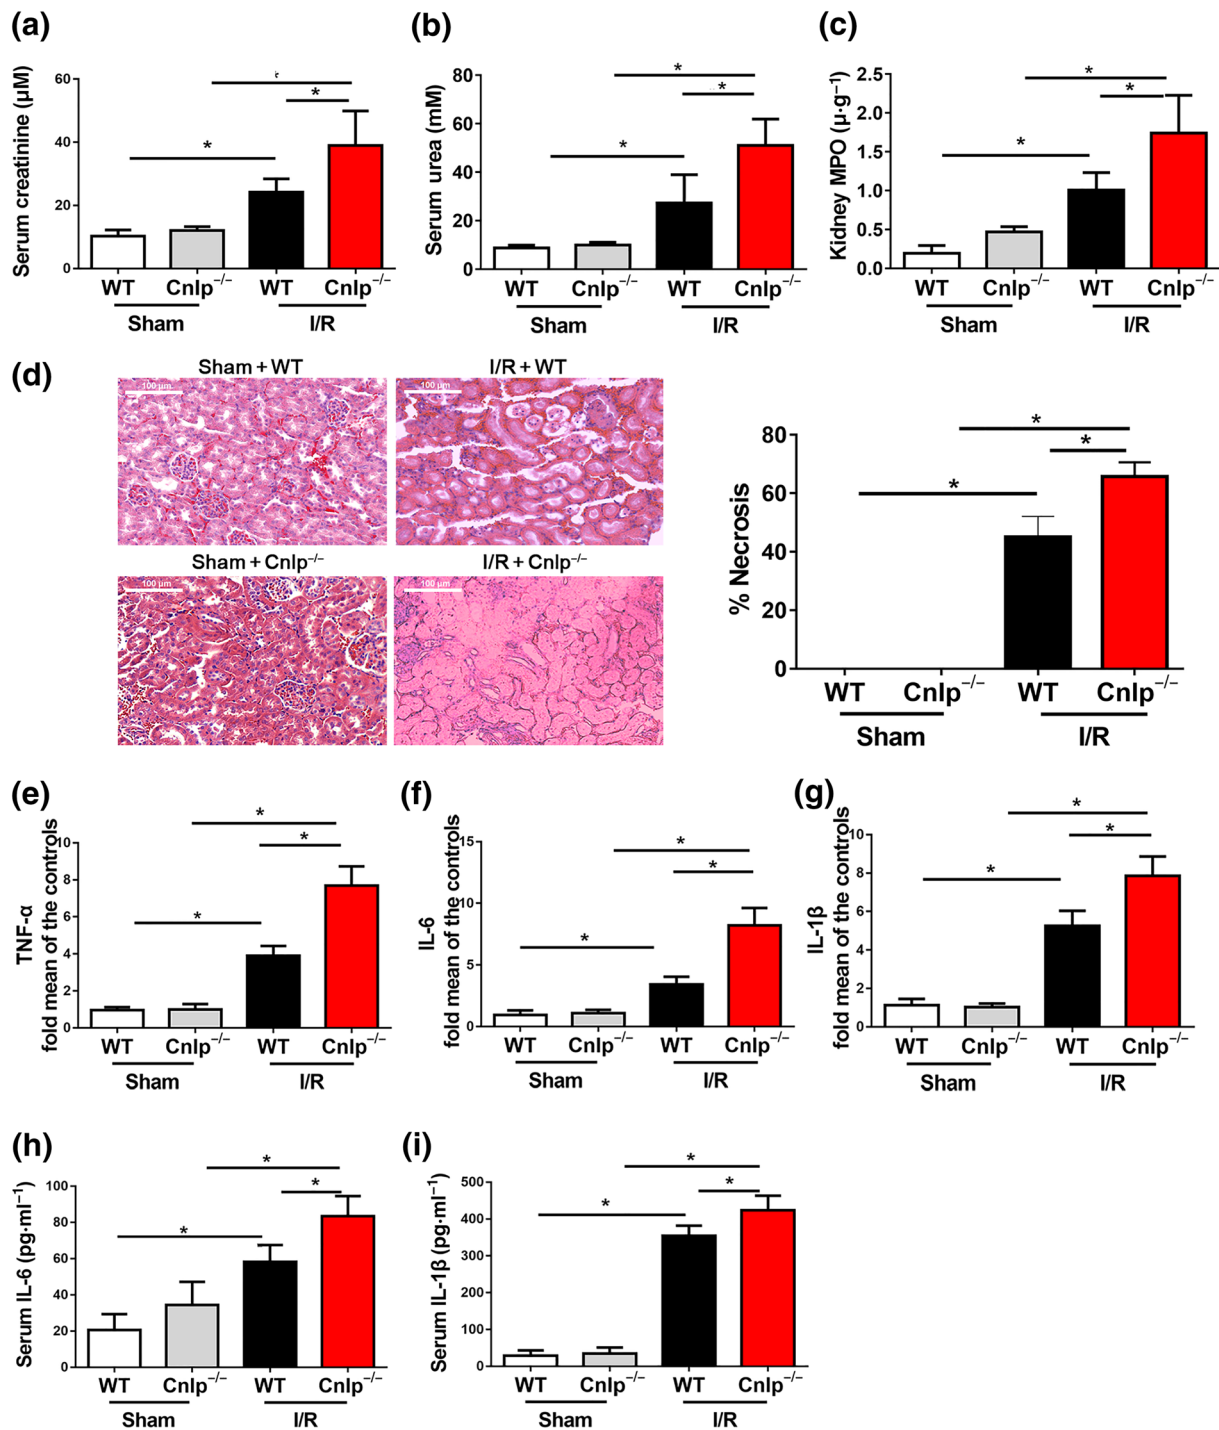 (a)
Serum creatinine (µM)
60
40
20
0
*
*
*
WT Cnlp−/− WT Cnlp−/−
Sham I/R
(b)
Serum urea (mM)
80
60
40
20
0
*
*
*
WT Cnlp−/− WT Cnlp−/−
Sham I/R
(c)
Kidney MPO (µ·g−1)
2.5
2.0
1.5
1.0
0.5
0.0
*
*
*
WT Cnlp−/− WT Cnlp−/−
Sham I/R
(d)
Sham + WT
100 µm
I/R + WT
100 µm
Sham + Cnlp−/−
100 µm
I/R + Cnlp−/−
100 µm
% Necrosis
80
60
40
20
0
*
*
*
WT Cnlp−/− WT Cnlp−/−
Sham I/R
(e)
TNF-α
fold mean of the controls
10
8
6
4
2
0
*
*
*
WT Cnlp−/− WT Cnlp−/−
Sham I/R
(f)
IL-6
fold mean of the controls
15
10
5
0
*
*
*
WT Cnlp−/− WT Cnlp−/−
Sham I/R
(g)
IL-1β
fold mean of the controls
10
8
6
4
2
0
*
*
*
WT Cnlp−/− WT Cnlp−/−
Sham I/R
(h)
Serum IL-6 (pg·ml−1)
100
80
60
40
20
0
*
*
*
WT Cnlp−/− WT Cnlp−/−
Sham I/R
(i)
Serum IL-1β (pg·ml−1)
500
400
300
200
100
0
*
*
*
WT Cnlp−/− WT Cnlp−/−
Sham I/R